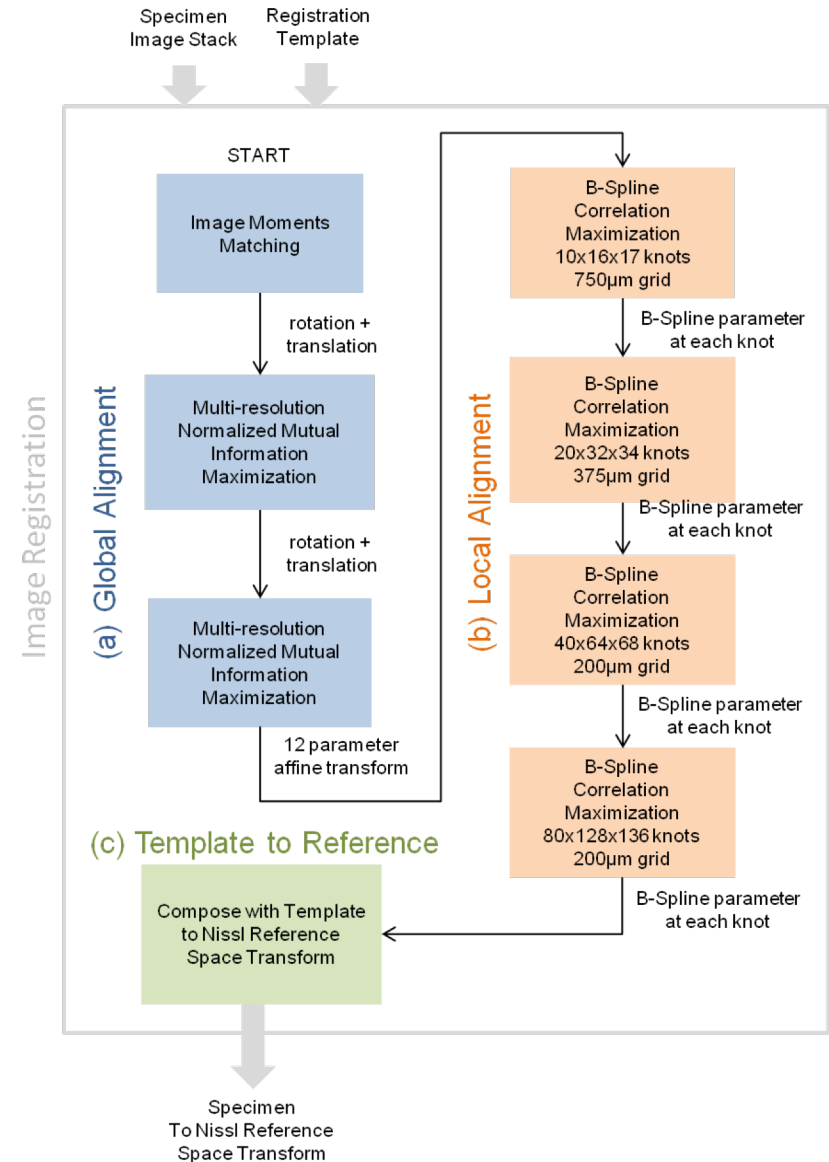 Specimen
Image Stack
Registration
Template
Image Registration
START
(a) Global Alignment
Image Moments
Matching
rotation +
translation
Multi-resolution
Normalized Mutual
Information
Maximization
rotation +
translation
Multi-resolution
Normalized Mutual
Information
Maximization
12 parameter
affine transform
(b) Local Alignment
B-Spline
Correlation
Maximization
10x16x17 knots
750µm grid
B-Spline parameter
at each knot
B-Spline
Correlation
Maximization
20x32x34 knots
375µm grid
B-Spline parameter
at each knot
B-Spline
Correlation
Maximization
40x64x68 knots
200µm grid
B-Spline parameter
at each knot
B-Spline
Correlation
Maximization
80x128x136 knots
200µm grid
B-Spline parameter
at each knot
(c) Template to Reference
Compose with Template
to Nissl Reference
Space Transform
Specimen
To Nissl Reference
Space Transform